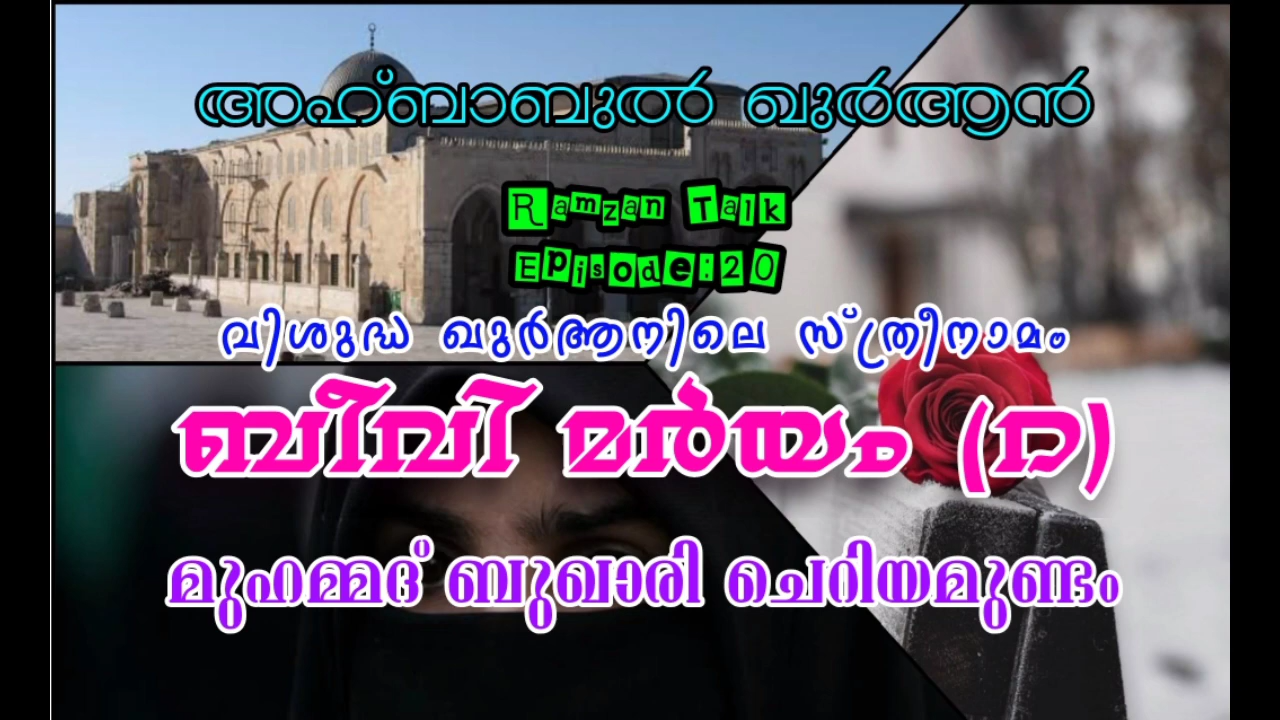 അഹ്ബാബുൽ ഖുർആൻ
Ramzan Talk
Episode:20
വിശുദ്ധ ഖുർആനിലെ സ്ത്രീനാമം
ബീവി മർയം (റ)
മുഹമ്മദ് ബുഖാരി ചെറിയമുണ്ടം